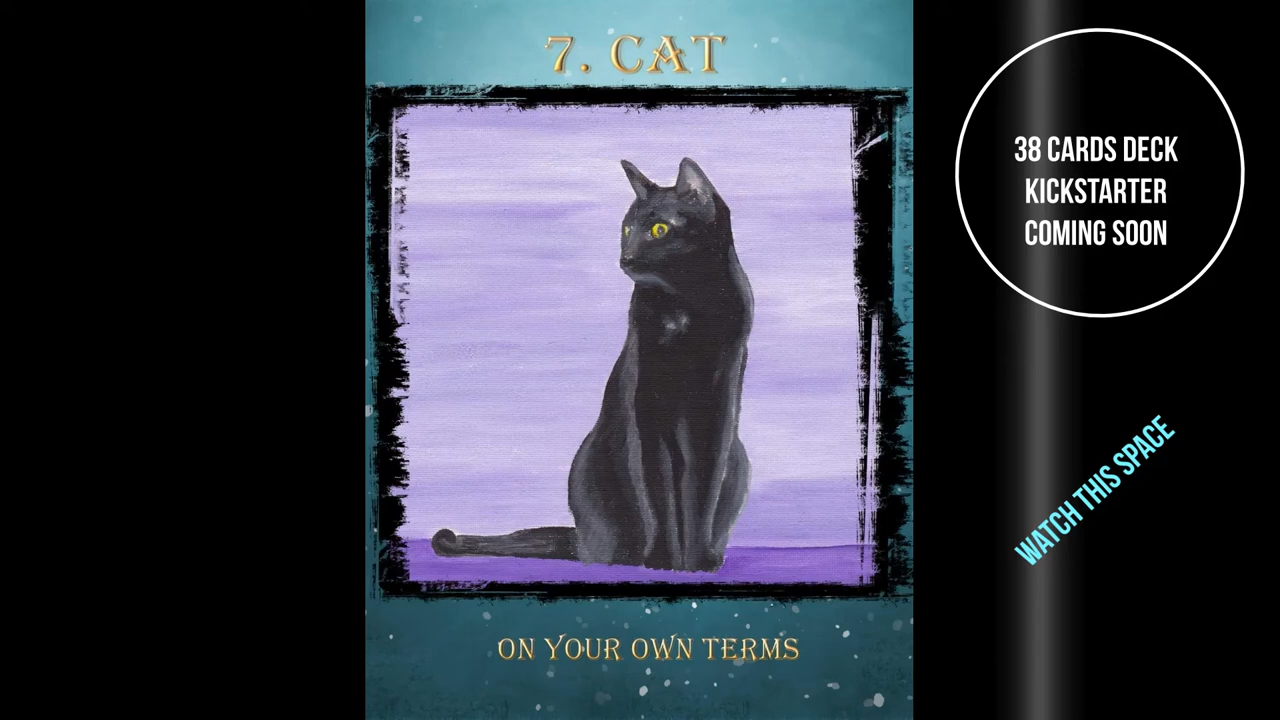 7. CAT
38 CARDS DECK
KICKSTARTER
COMING SOON
WATCH THIS SPACE
ON YOUR OWN TERMS